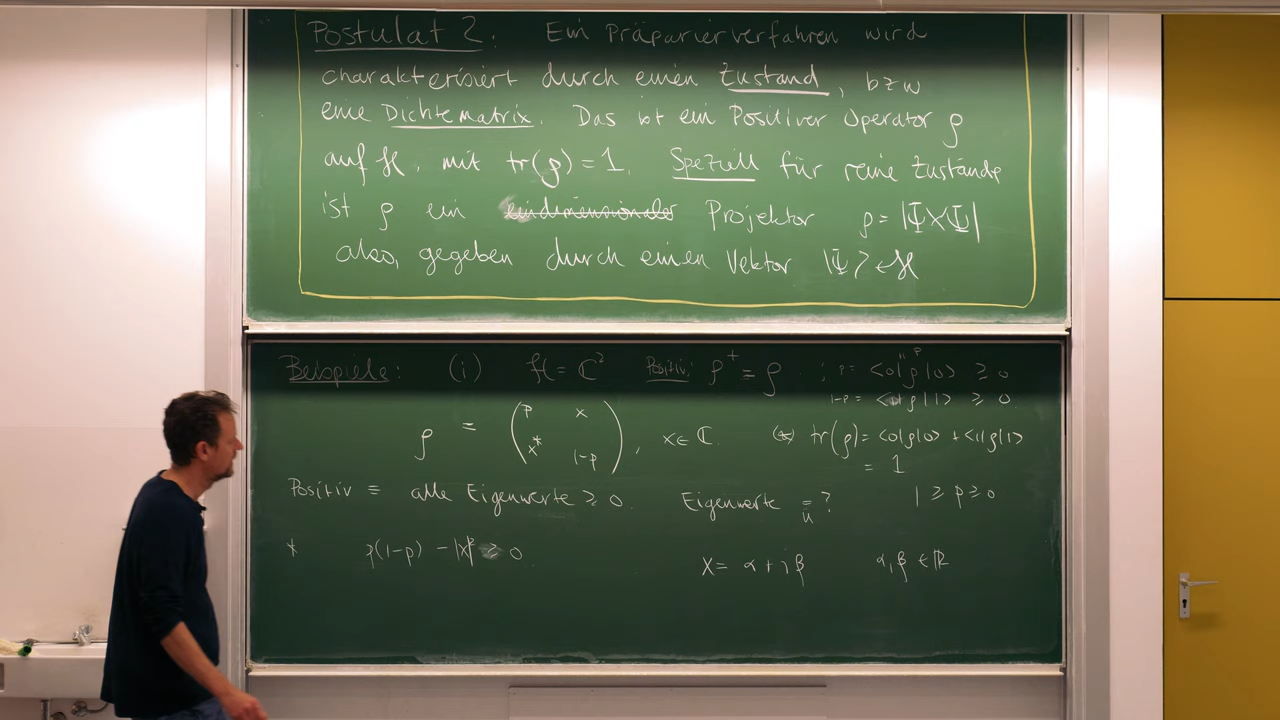 Postulat 2: Ein Präparierverfahren wird
charakterisiert durch einen Zustand, bzw
eine Dichtematrix. Das ist ein Positiver Operator ρ
auf ℋ, mit tr(ρ) = 1. Speziell für reine Zustände
ist ρ ein eindimensionaler Projektor ρ = |Ψ⟩⟨Ψ|
also, gegeben durch einen Vektor |Ψ⟩ ∈ ℋ
Beispiele: (i) ℋ = ℂ² Positiv: ρ⁺ = ρ ; p = ⟨0|ρ|0⟩ ≥ 0
1-p = ⟨1|ρ|1⟩ ≥ 0.
ρ = (p x; x* 1-p), x ∈ ℂ. (*) tr(ρ) = ⟨0|ρ|0⟩ + ⟨1|ρ|1⟩
= 1
Positiv = alle Eigenwerte ≥ 0. Eigenwerte = ? 1 ≥ p ≥ 0
* p(1-p) - |x|² ≥ 0 x = α + iβ α, β ∈ ℝ